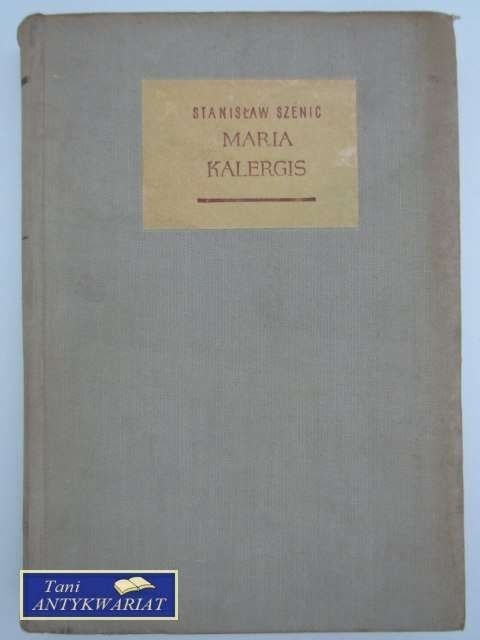 STANISŁAW SZENIC
MARIA
KALERGIS
Tani
ANTYKWARIAT